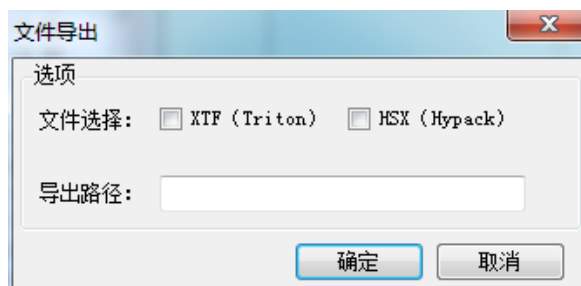 文件导出
选项
文件选择： XTF（Triton） HSX（Hypack）
导出路径：
确定 取消